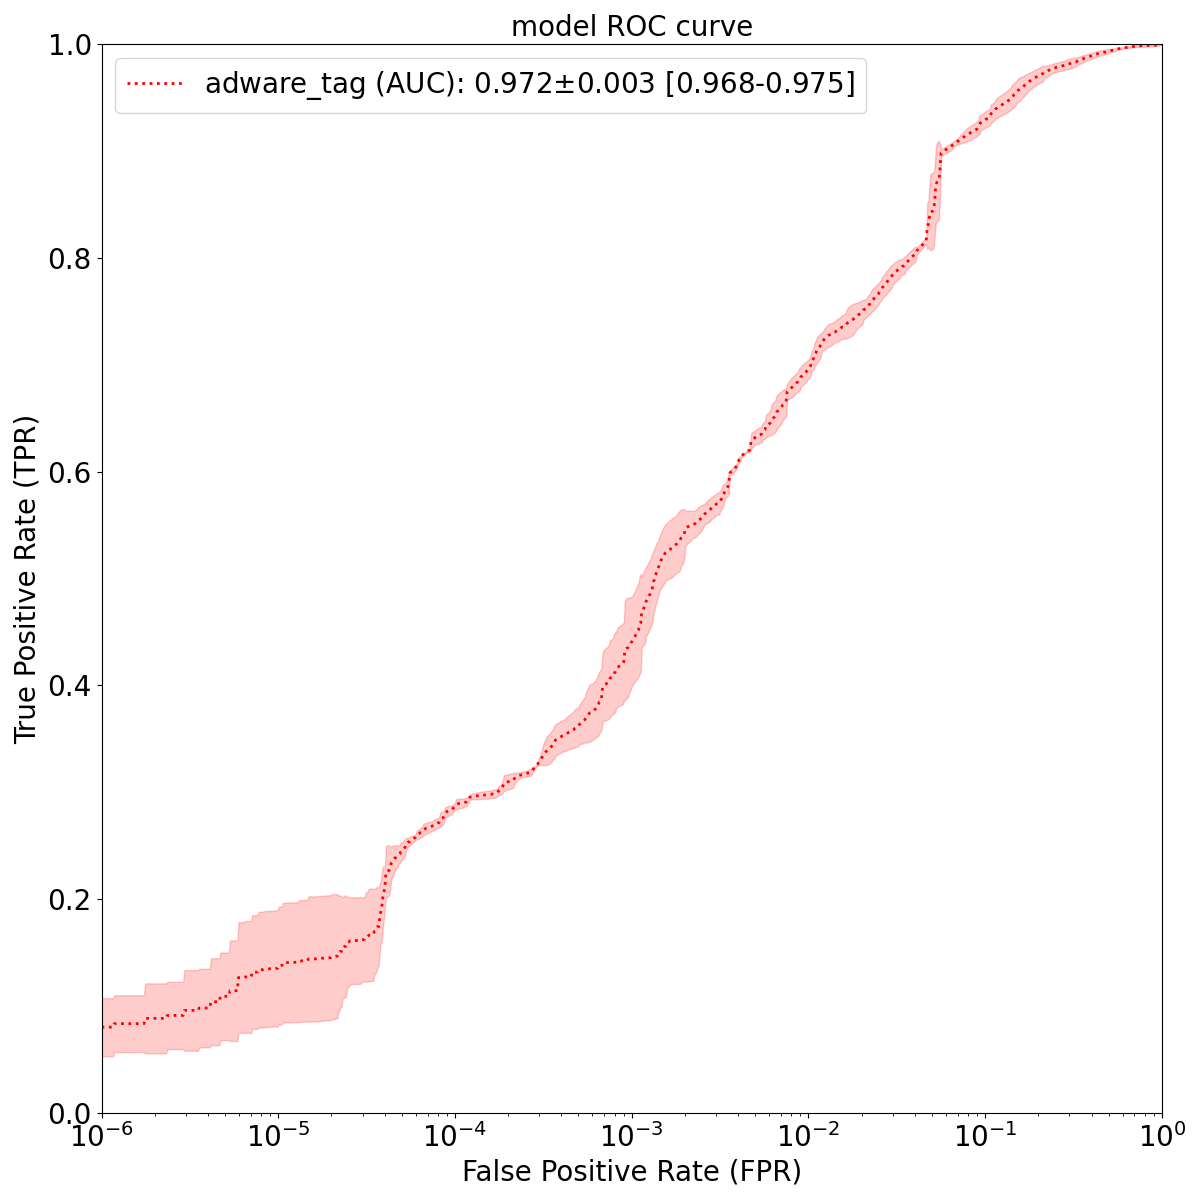 model ROC curve
adware_tag (AUC): 0.972±0.003 [0.968-0.975]
True Positive Rate (TPR)
1.0
0.8
0.6
0.4
0.2
0.0
10⁻⁶ 10⁻⁵ 10⁻⁴ 10⁻³ 10⁻² 10⁻¹ 10⁰
False Positive Rate (FPR)